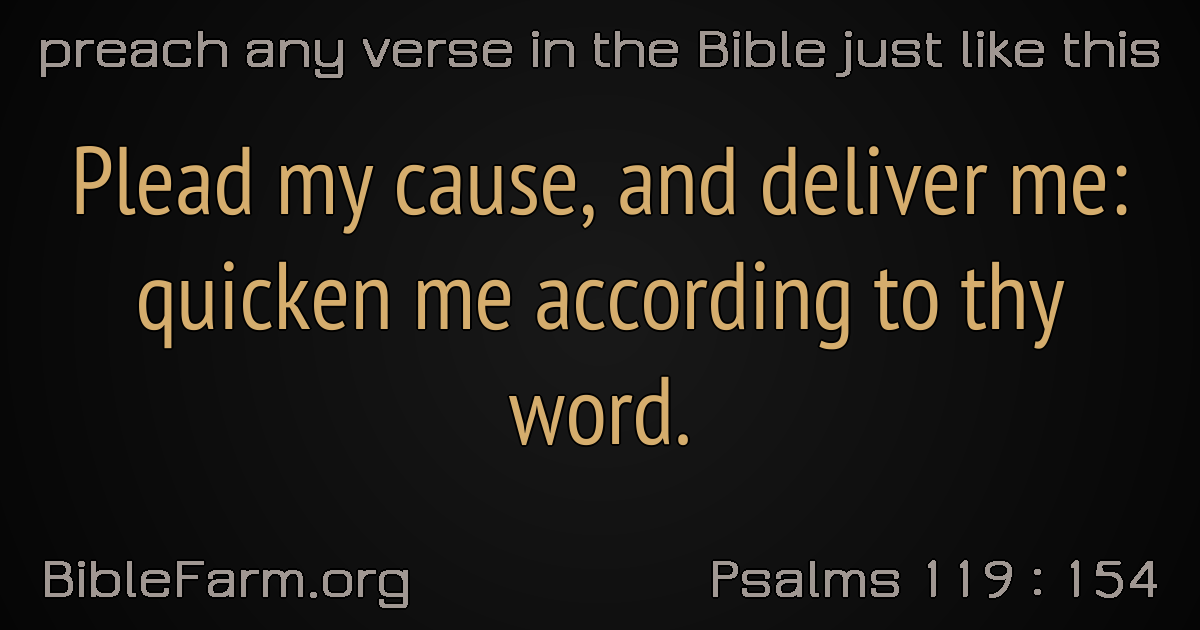 preach any verse in the Bible just like this
Plead my cause, and deliver me:
quicken me according to thy
word.
BibleFarm.org
Psalms 119 : 154